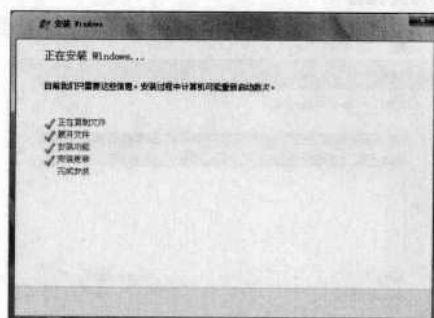 安装 Windows
正在安装 Windows...
目前我们只需要这些信息。安装过程中计算机可能重新启动数次。
正在复制文件
展开文件
安装功能
安装更新
完成安装